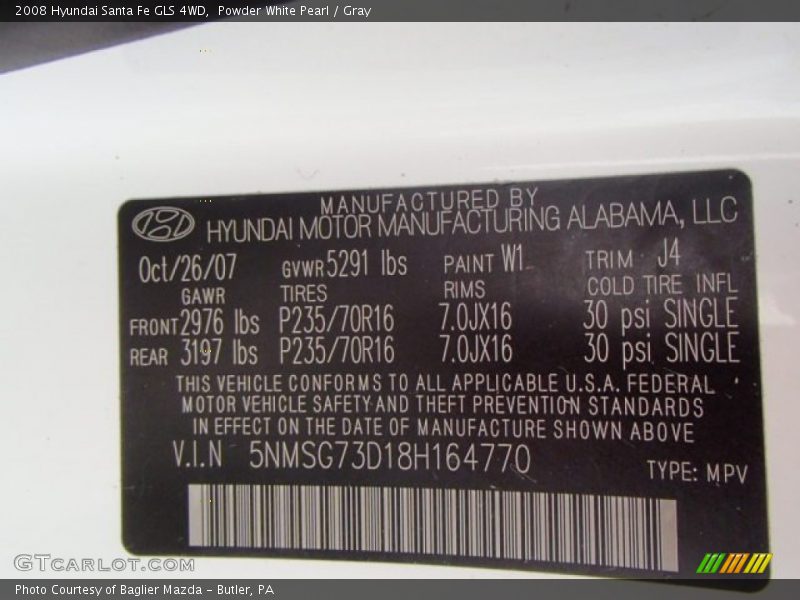 2008 Hyundai Santa Fe GLS 4WD, Powder White Pearl / Gray
MANUFACTURED BY
HYUNDAI MOTOR MANUFACTURING ALABAMA, LLC
Oct/26/07 GVWR 5291 lbs PAINT W1 TRIM J4
GAWR TIRES RIMS COLD TIRE INFL
FRONT 2976 lbs P235/70R16 7.0JX16 30 psi SINGLE
REAR 3197 lbs P235/70R16 7.0JX16 30 psi SINGLE
THIS VEHICLE CONFORMS TO ALL APPLICABLE U.S.A. FEDERAL
MOTOR VEHICLE SAFETY AND THEFT PREVENTION STANDARDS
IN EFFECT ON THE DATE OF MANUFACTURE SHOWN ABOVE
V.I.N 5NMSG73D18H164770
TYPE: MPV
GTCARLOT.COM
Photo Courtesy of Baglier Mazda - Butler, PA